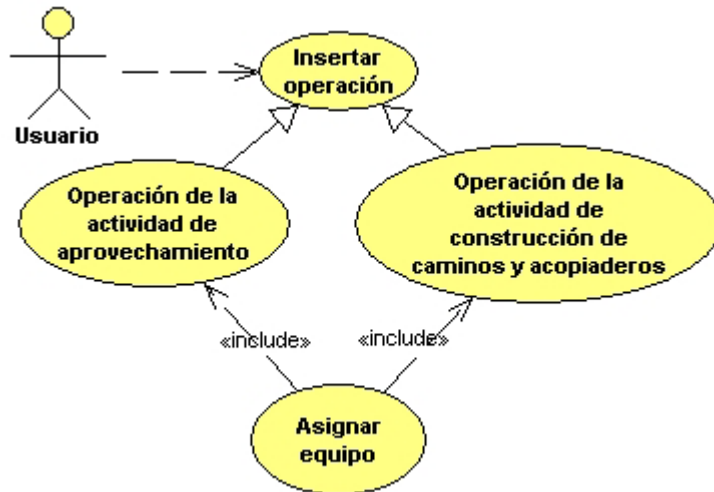 Insertar
operación
Usuario
Operación de la
actividad de
aprovechamiento
Operación de la
actividad de
construcción de
caminos y acopiaderos
«include»
«include»
Asignar
equipo